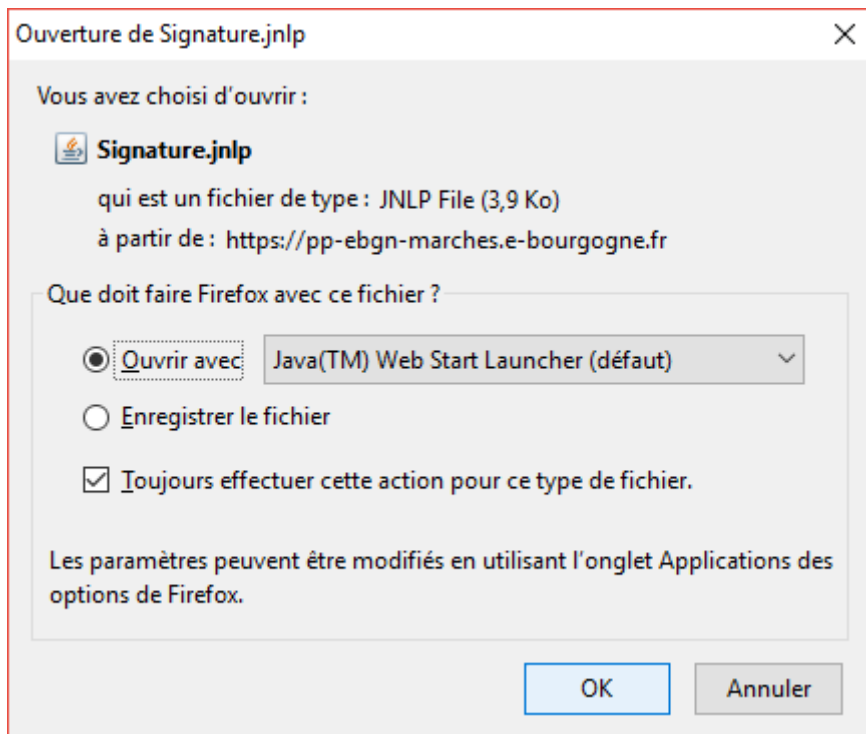 Ouverture de Signature.jnlp
Vous avez choisi d'ouvrir :
Signature.jnlp
qui est un fichier de type : JNLP File (3,9 Ko)
à partir de : https://pp-ebgn-marches.e-bourgogne.fr
Que doit faire Firefox avec ce fichier ?
Ouvrir avec Java(TM) Web Start Launcher (défaut)
Enregistrer le fichier
Toujours effectuer cette action pour ce type de fichier.
Les paramètres peuvent être modifiés en utilisant l'onglet Applications des
options de Firefox.
OK Annuler